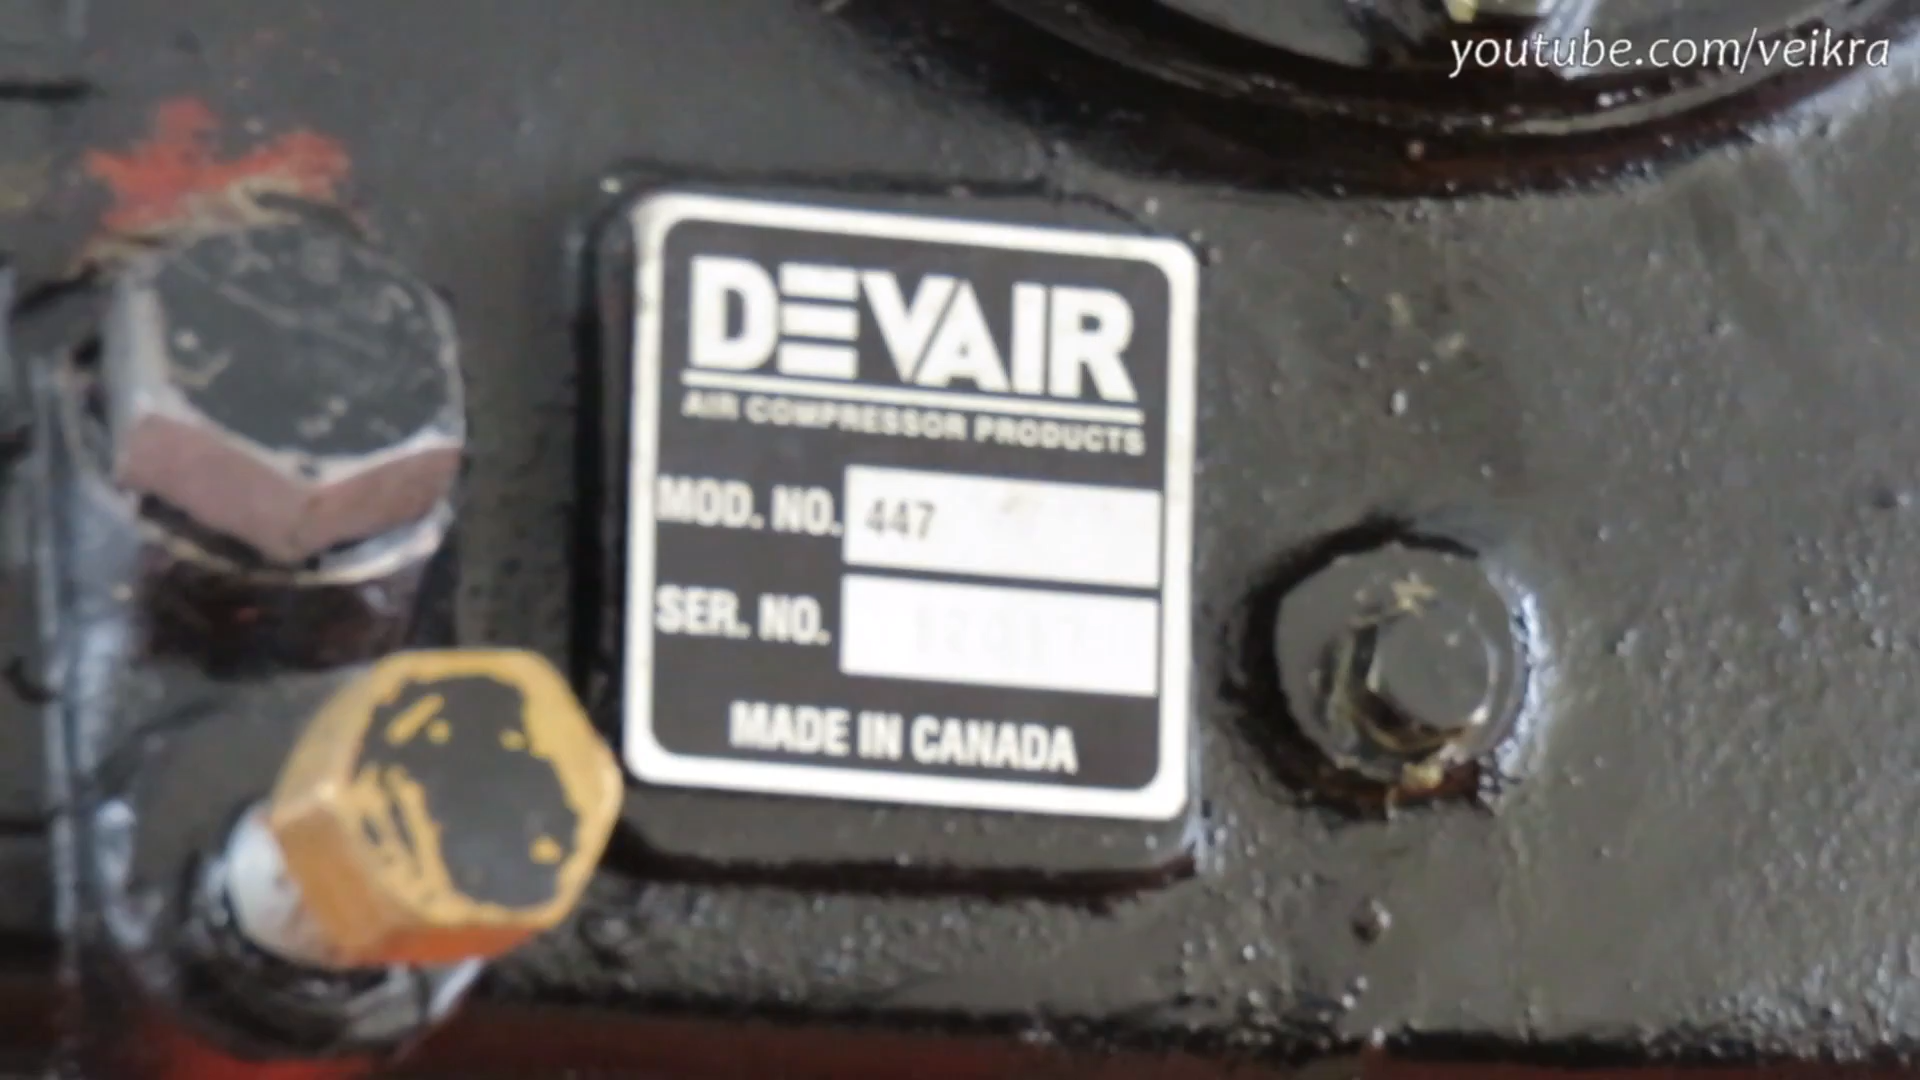 youtube.com/veikra
DEVAIR
AIR COMPRESSOR PRODUCTS
MOD. NO. 447
SER. NO.
MADE IN CANADA